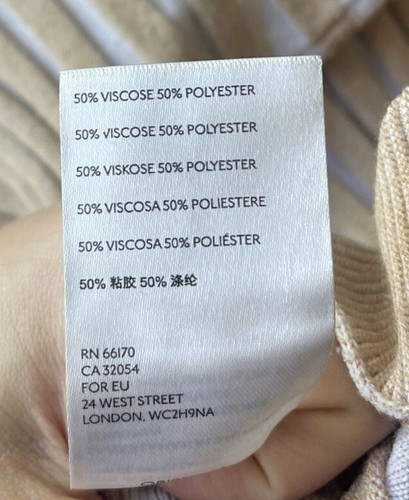 50% VISCOSE 50% POLYESTER
50% VISCOSE 50% POLYESTER
50% VISKOSE 50% POLYESTER
50% VISCOSA 50% POLIESTERE
50% VISCOSA 50% POLIÉSTER
50% 粘胶 50% 涤纶
RN 66170
CA 32054
FOR EU
24 WEST STREET
LONDON, WC2H9NA